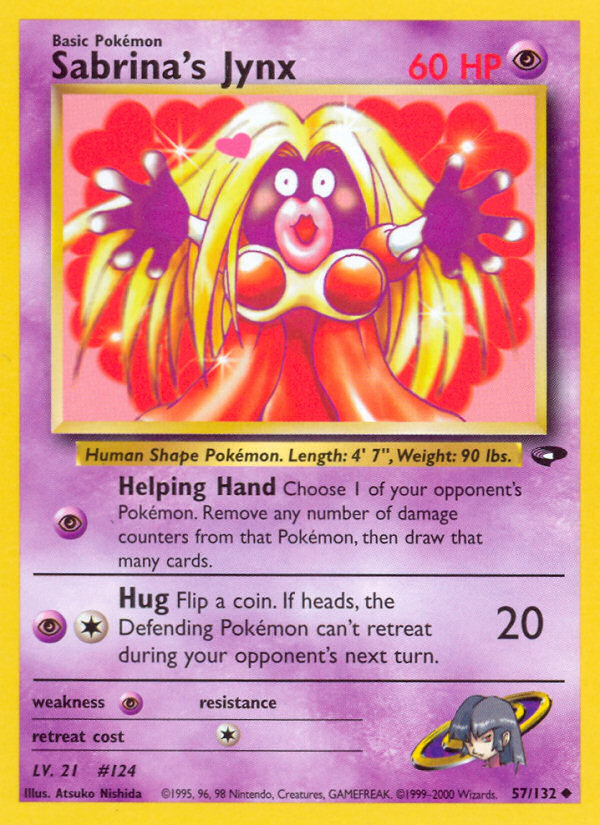 Basic Pokémon
Sabrina's Jynx 60 HP
Human Shape Pokémon. Length: 4' 7", Weight: 90 lbs.
Helping Hand Choose 1 of your opponent's
Pokémon. Remove any number of damage
counters from that Pokémon, then draw that
many cards.
Hug Flip a coin. If heads, the
Defending Pokémon can't retreat
during your opponent's next turn.
20
weakness resistance
retreat cost
LV. 21 #124
Illus. Atsuko Nishida ©1995, 96, 98 Nintendo, Creatures, GAMEFREAK. ©1999-2000 Wizards. 57/132